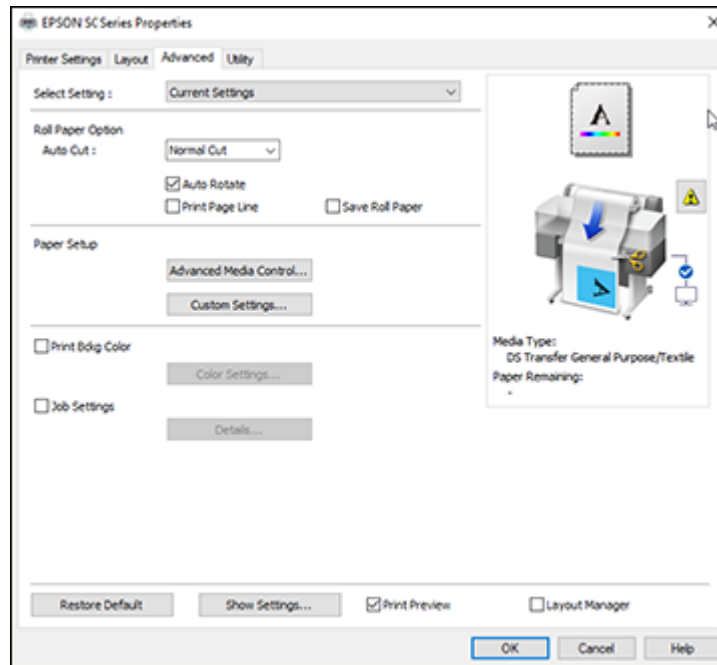 EPSON SC Series Properties
Printer Settings Layout Advanced Utility
Select Setting : Current Settings
Roll Paper Option
Auto Cut : Normal Cut
Auto Rotate
Print Page Line Save Roll Paper
Paper Setup
Advanced Media Control...
Custom Settings...
Print Bckg Color
Color Settings...
Job Settings
Details...
A
A
Media Type:
DS Transfer General Purpose/Textile
Paper Remaining:
-
Restore Default Show Settings... Print Preview Layout Manager
OK Cancel Help